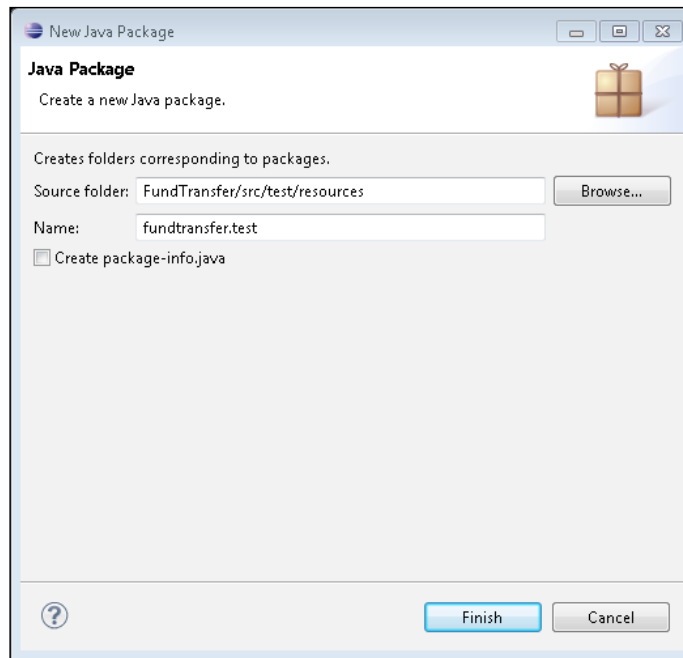 New Java Package
Java Package
Create a new Java package.
Creates folders corresponding to packages.
Source folder: FundTransfer/src/test/resources Browse...
Name: fundtransfer.test
Create package-info.java
? Finish Cancel